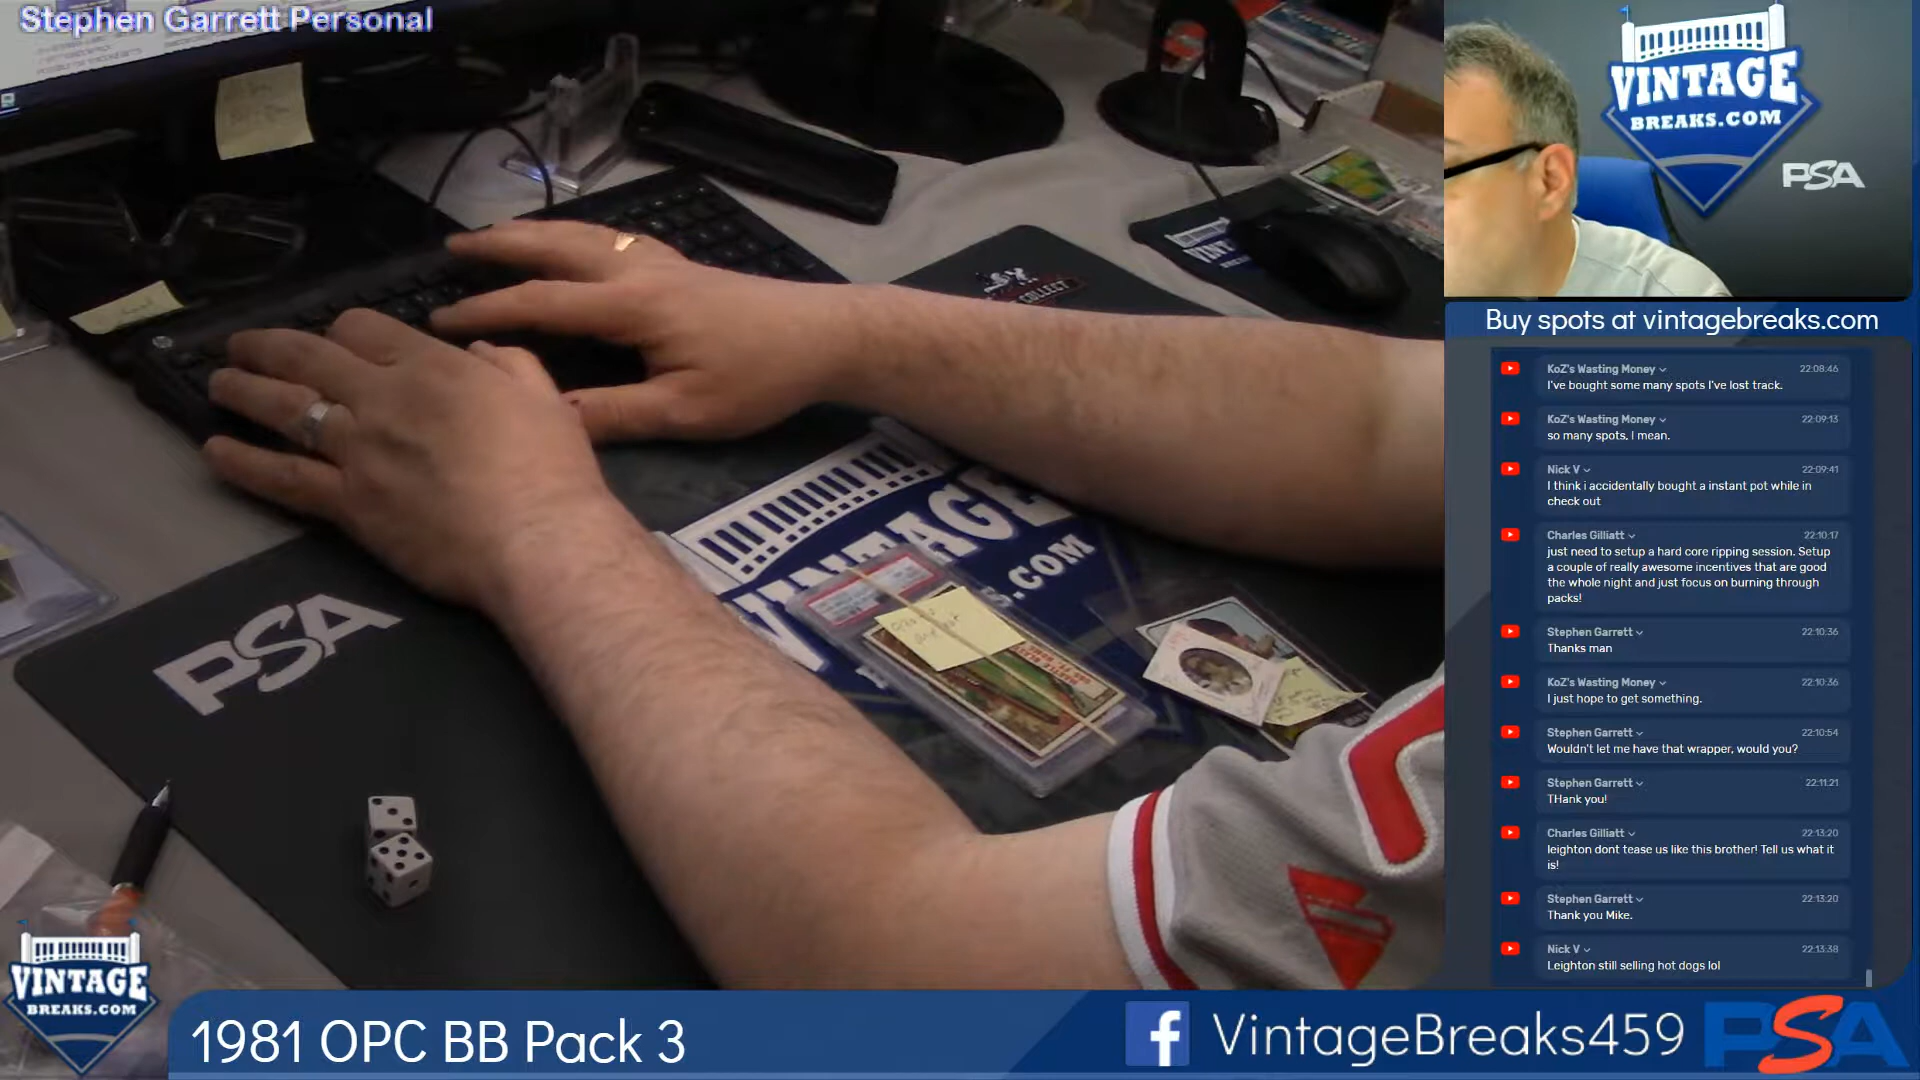 Stephen Garrett Personal
VINTAGE
BREAKS.COM
PSA
Buy spots at vintagebreaks.com
KoZ's Wasting Money 22:08:46
I've bought some many spots I've lost track.
KoZ's Wasting Money 22:09:13
so many spots, I mean.
Nick V 22:09:41
I think i accidentally bought a instant pot while in
check out
Charles Gilliatt 22:10:17
just need to setup a hard core ripping session. Setup
a couple of really awesome incentives that are good
the whole night and just focus on burning through
packs!
Stephen Garrett 22:10:36
Thanks man
KoZ's Wasting Money 22:10:36
I just hope to get something.
Stephen Garrett 22:10:54
Wouldn't let me have that wrapper, would you?
Stephen Garrett 22:11:21
THank you!
Charles Gilliatt 22:13:20
leighton dont tease us like this brother! Tell us what it
is!
Stephen Garrett 22:13:20
Thank you Mike.
Nick V 22:13:38
Leighton still selling hot dogs lol
COLLECT
VINTAGE
.COM
PSA
VINTAGE
BREAKS.COM
1981 OPC BB Pack 3
f VintageBreaks459
PSA